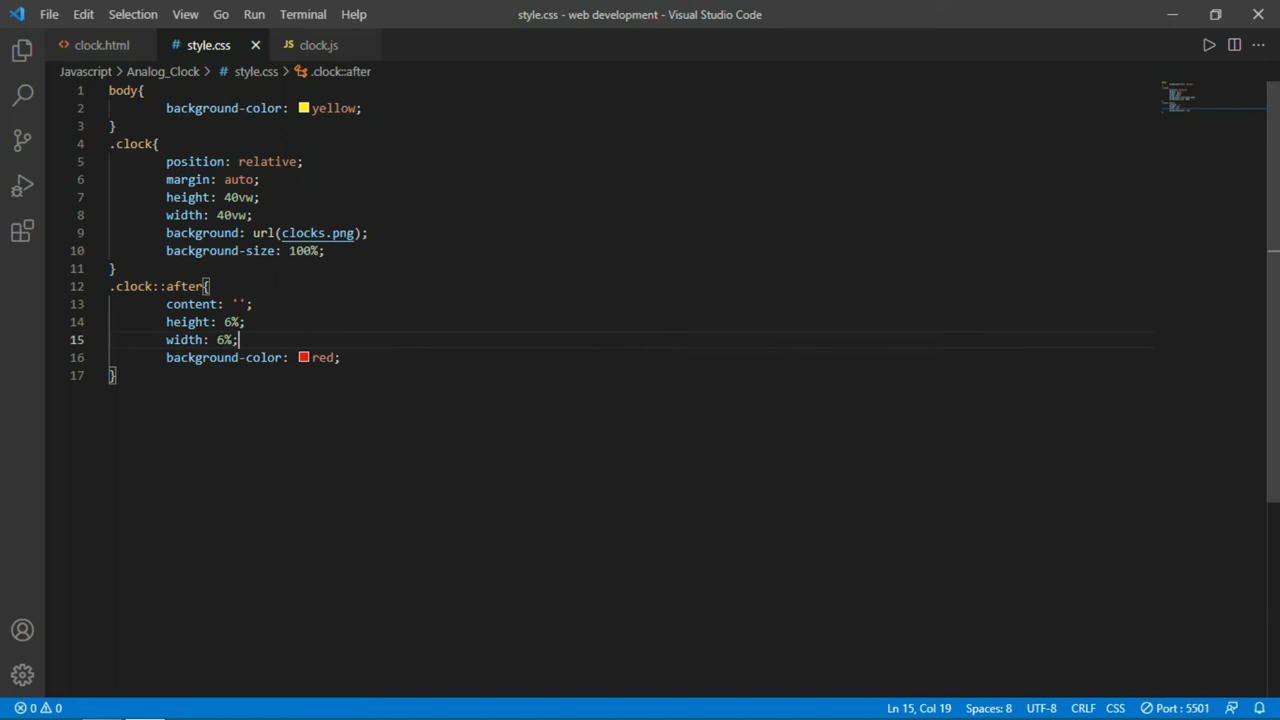 File Edit Selection View Go Run Terminal Help style.css - web development - Visual Studio Code
clock.html style.css clock.js
Javascript > Analog_Clock > style.css > .clock::after
1 body{
2 background-color: yellow;
3 }
4 .clock{
5 position: relative;
6 margin: auto;
7 height: 40vw;
8 width: 40vw;
9 background: url(clocks.png);
10 background-size: 100%;
11 }
12 .clock::after{
13 content: '';
14 height: 6%;
15 width: 6%;
16 background-color: red;
17 }
0 0 Ln 15, Col 19 Spaces: 8 UTF-8 CRLF CSS Port : 5501